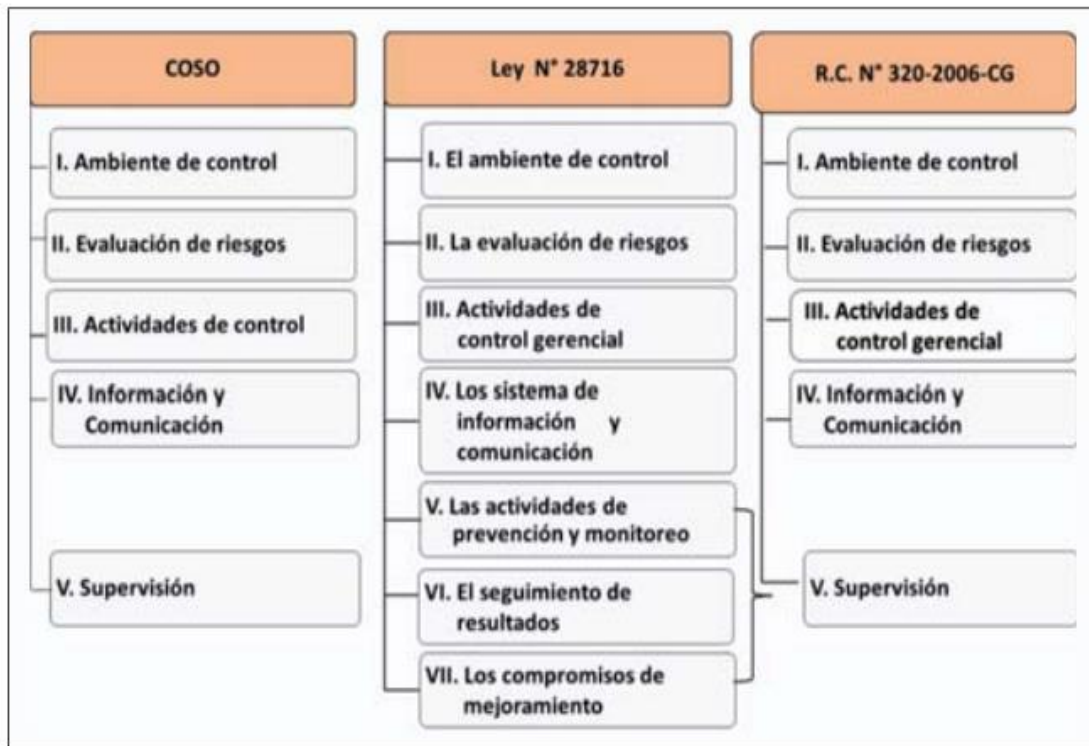 COSO
I. Ambiente de control
II. Evaluación de riesgos
III. Actividades de control
IV. Información y
Comunicación
V. Supervisión
Ley N° 28716
I. El ambiente de control
II. La evaluación de riesgos
III. Actividades de
control gerencial
IV. Los sistema de
información y
comunicación
V. Las actividades de
prevención y monitoreo
VI. El seguimiento de
resultados
VII. Los compromisos de
mejoramiento
R.C. N° 320-2006-CG
I. Ambiente de control
II. Evaluación de riesgos
III. Actividades de
control gerencial
IV. Información y
Comunicación
V. Supervisión